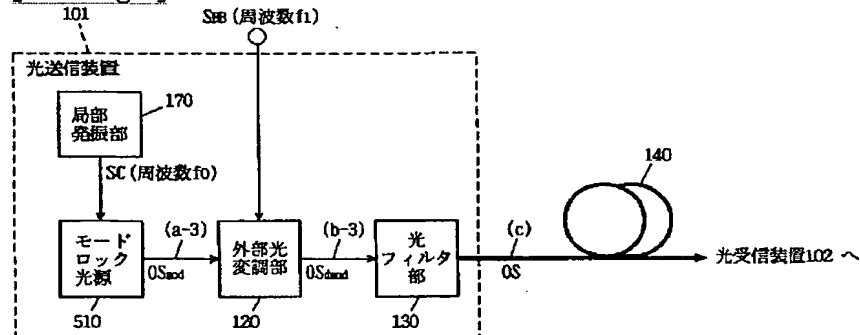 101
SBB (周波数f1)
光送信装置
局部
発振部
170
SC (周波数f0)
140
モード
ロック
光源
(a-3)
OSmod
外部光
変調部
(b-3)
OSdmod
光
フィルタ
部
(c)
OS
光受信装置102 へ
510
120
130